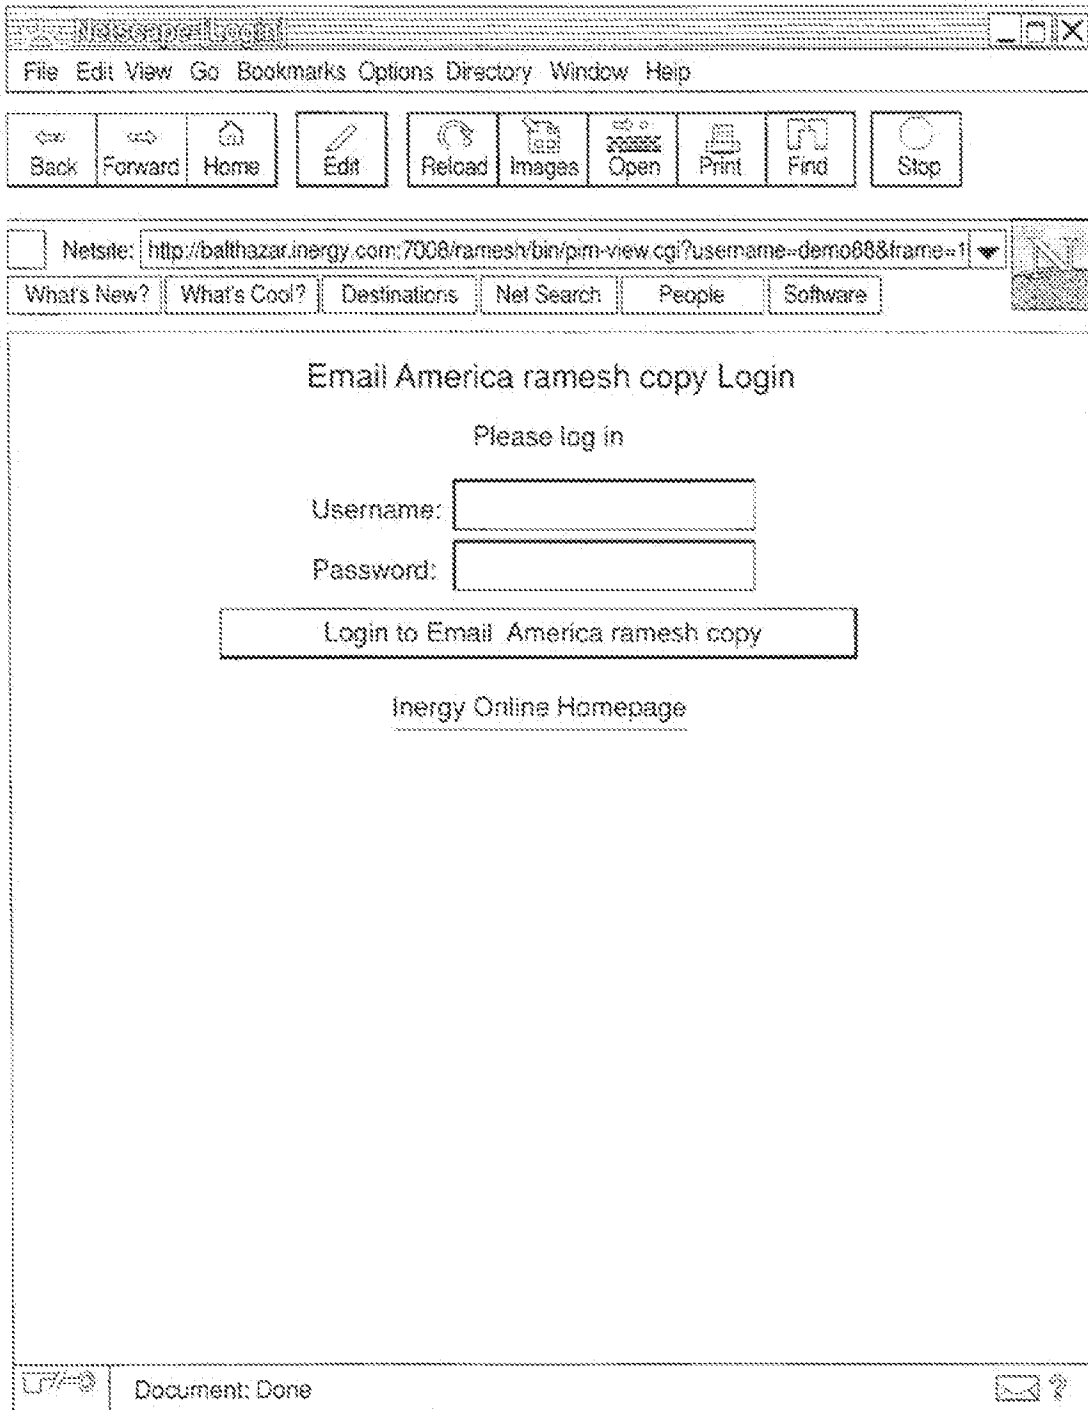 Netscape-[Login]
File Edit View Go Bookmarks Options Directory Window Help
Back Forward Home Edit Reload Images Open Print Find Stop
Netsite: http://balthazar.inergy.com:7008/ramesh/bin/pim-view.cgi?username=demo88&frame=1
N
What's New? What's Cool? Destinations Net Search People Software
Email America ramesh copy Login
Please log in
Username:
Password:
Login to Email America ramesh copy
Inergy Online Homepage
Document: Done
?